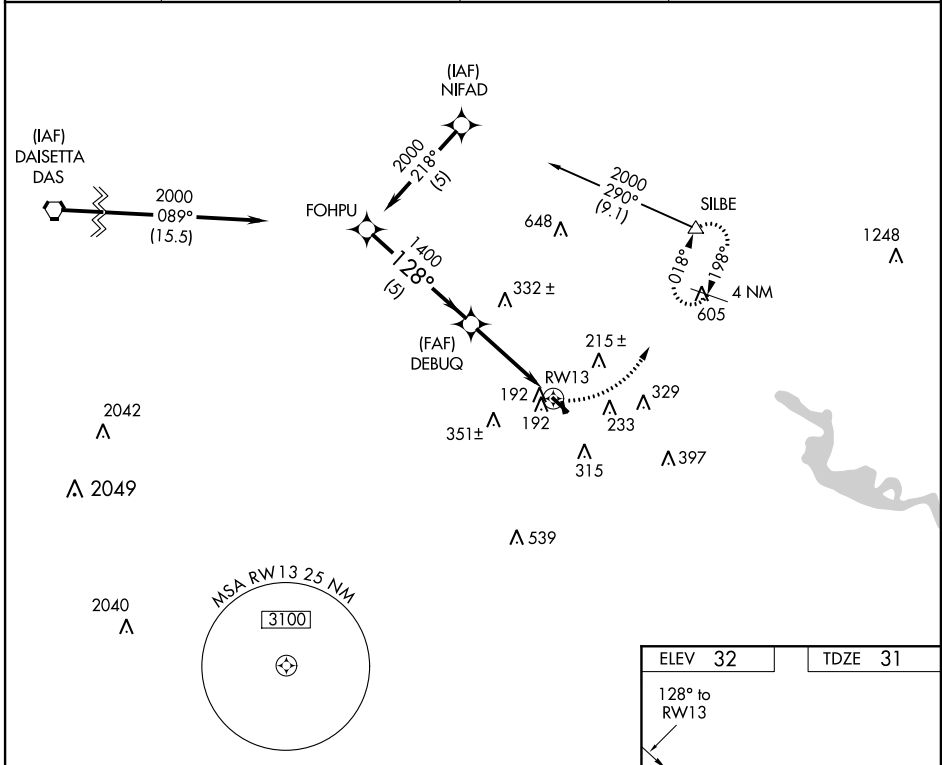 (IAF)
NIFAD
(IAF)
DAISETTA
DAS
2000
089°
(15.5)
2000
218°
(5)
FOHPU
1400
128°
(5)
2000
290°
(9.1)
SILBE
648
018°
198°
4 NM
605
1248
332 ±
(FAF)
DEBUQ
215 ±
RW13
192
192
351±
233
329
315
397
2042
2049
539
2040
MSA RW13 25 NM
3100
ELEV 32
TDZE 31
128° to
RW13